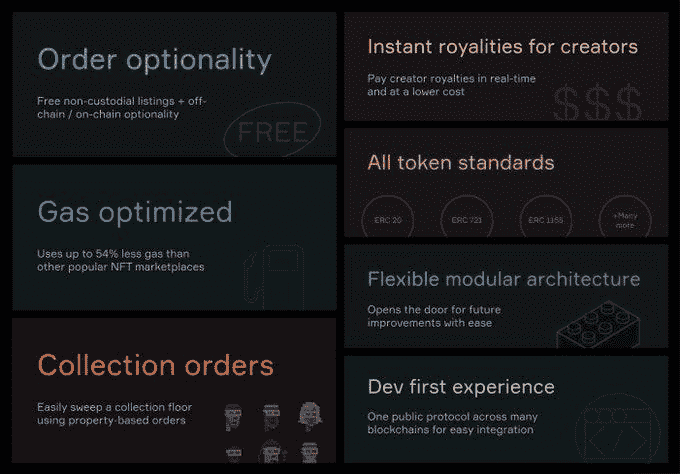 Order optionality
Free non-custodial listings + off-
chain / on-chain optionality
FREE
Gas optimized
Uses up to 54% less gas than
other popular NFT marketplaces
Collection orders
Easily sweep a collection floor
using property-based orders
Instant royalities for creators
Pay creator royalties in real-time
and at a lower cost
$$$
All token standards
ERC 20
ERC 721
ERC 1155
+Many
more
Flexible modular architecture
Opens the door for future
improvements with ease
Dev first experience
One public protocol across many
blockchains for easy integration
</>